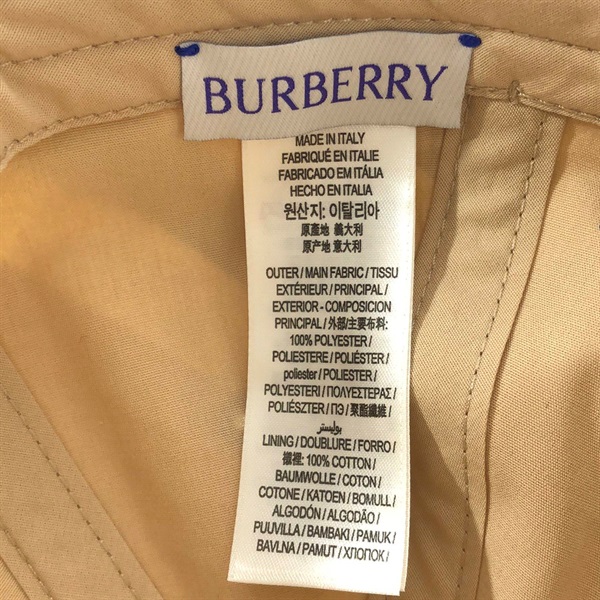 BURBERRY
MADE IN ITALY
FABRIQUÉ EN ITALIE
FABRICADO EM ITÁLIA
HECHO EN ITALIA
원산지: 이탈리아
原產地 義大利
原产地 意大利
OUTER / MAIN FABRIC / TISSU
EXTÉRIEUR / PRINCIPAL /
EXTERIOR - COMPOSICION
PRINCIPAL / 外部/主要布料:
100% POLYESTER /
POLIESTERE / POLIÉSTER /
poliester / POLYESTER /
POLYESTERI / ΠΟΛΥΕΣΤΕΡΑΣ /
POLIÉSZTER / ПЭ / 聚酯纖維 /
بوليستر
LINING / DOUBLURE / FORRO /
襯裡: 100% COTTON /
BAUMWOLLE / COTON /
COTONE / KATOEN / BOMULL /
ALGODÓN / ALGODÃO /
PUUVILLA / BAMBAKI / PAMUK /
BAVLNA / PAMUT / ХЛОПОК /